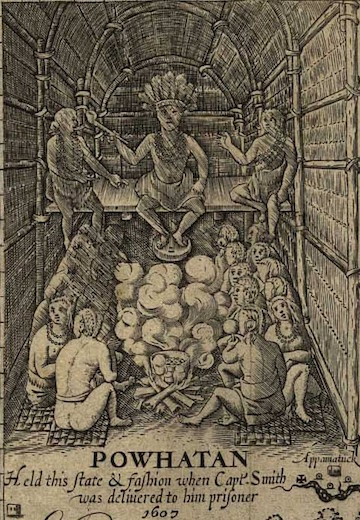 POWHATAN
Held this state & fashion when Capt. Smith
was deliuered to him prisoner
1607
Appamatuck